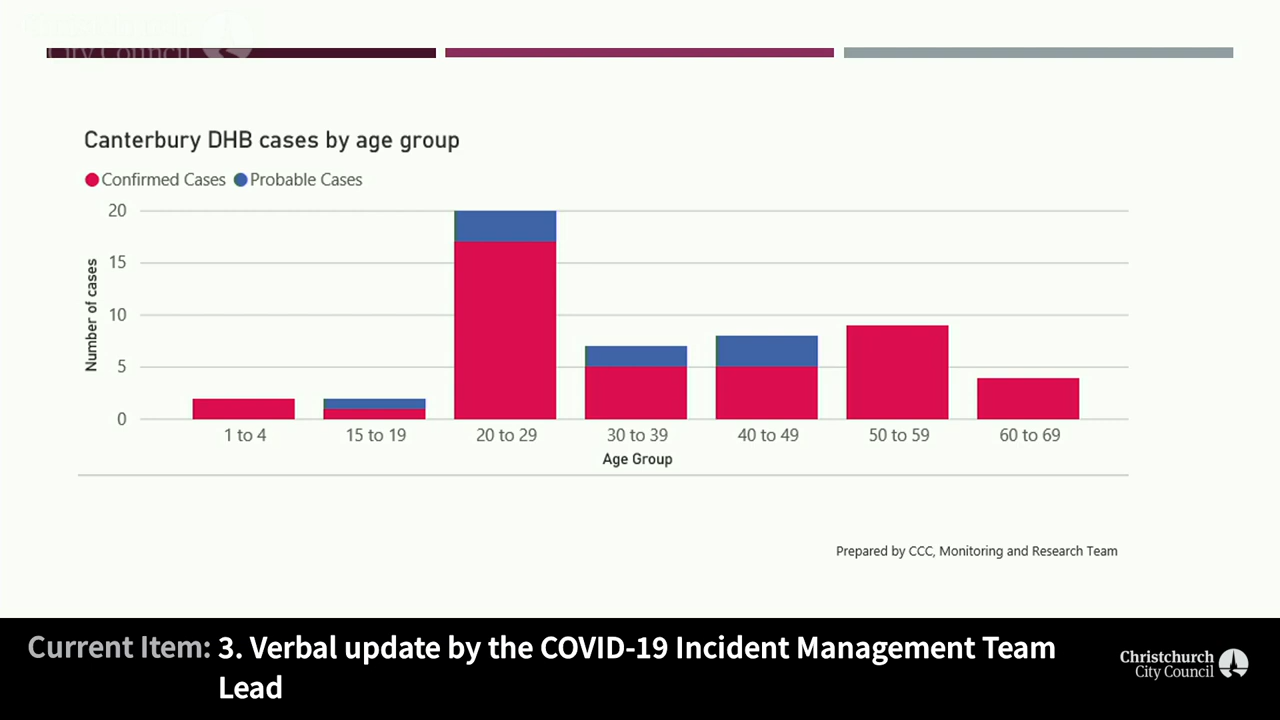 City Council
Canterbury DHB cases by age group
Confirmed Cases Probable Cases
20
15
10
5
0
Number of cases
1 to 4 15 to 19 20 to 29 30 to 39 40 to 49 50 to 59 60 to 69
Age Group
Prepared by CCC, Monitoring and Research Team
Current Item: 3. Verbal update by the COVID-19 Incident Management Team
Lead
Christchurch
City Council